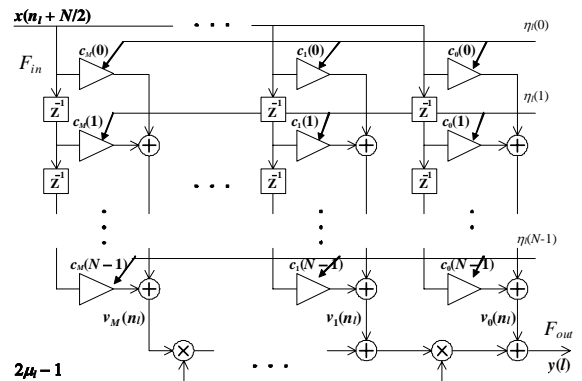 x(n_l + N/2)
F_in
c_M(0)
c_1(0)
c_0(0)
η_l(0)
Z⁻¹
Z⁻¹
Z⁻¹
c_M(1)
c_1(1)
c_0(1)
η_l(1)
Z⁻¹
Z⁻¹
Z⁻¹
c_M(N−1)
c_1(N−1)
c_0(N−1)
η_l(N-1)
v_M(n_l)
v_1(n_l)
v_0(n_l)
F_out
y(l)
2μ_l − 1